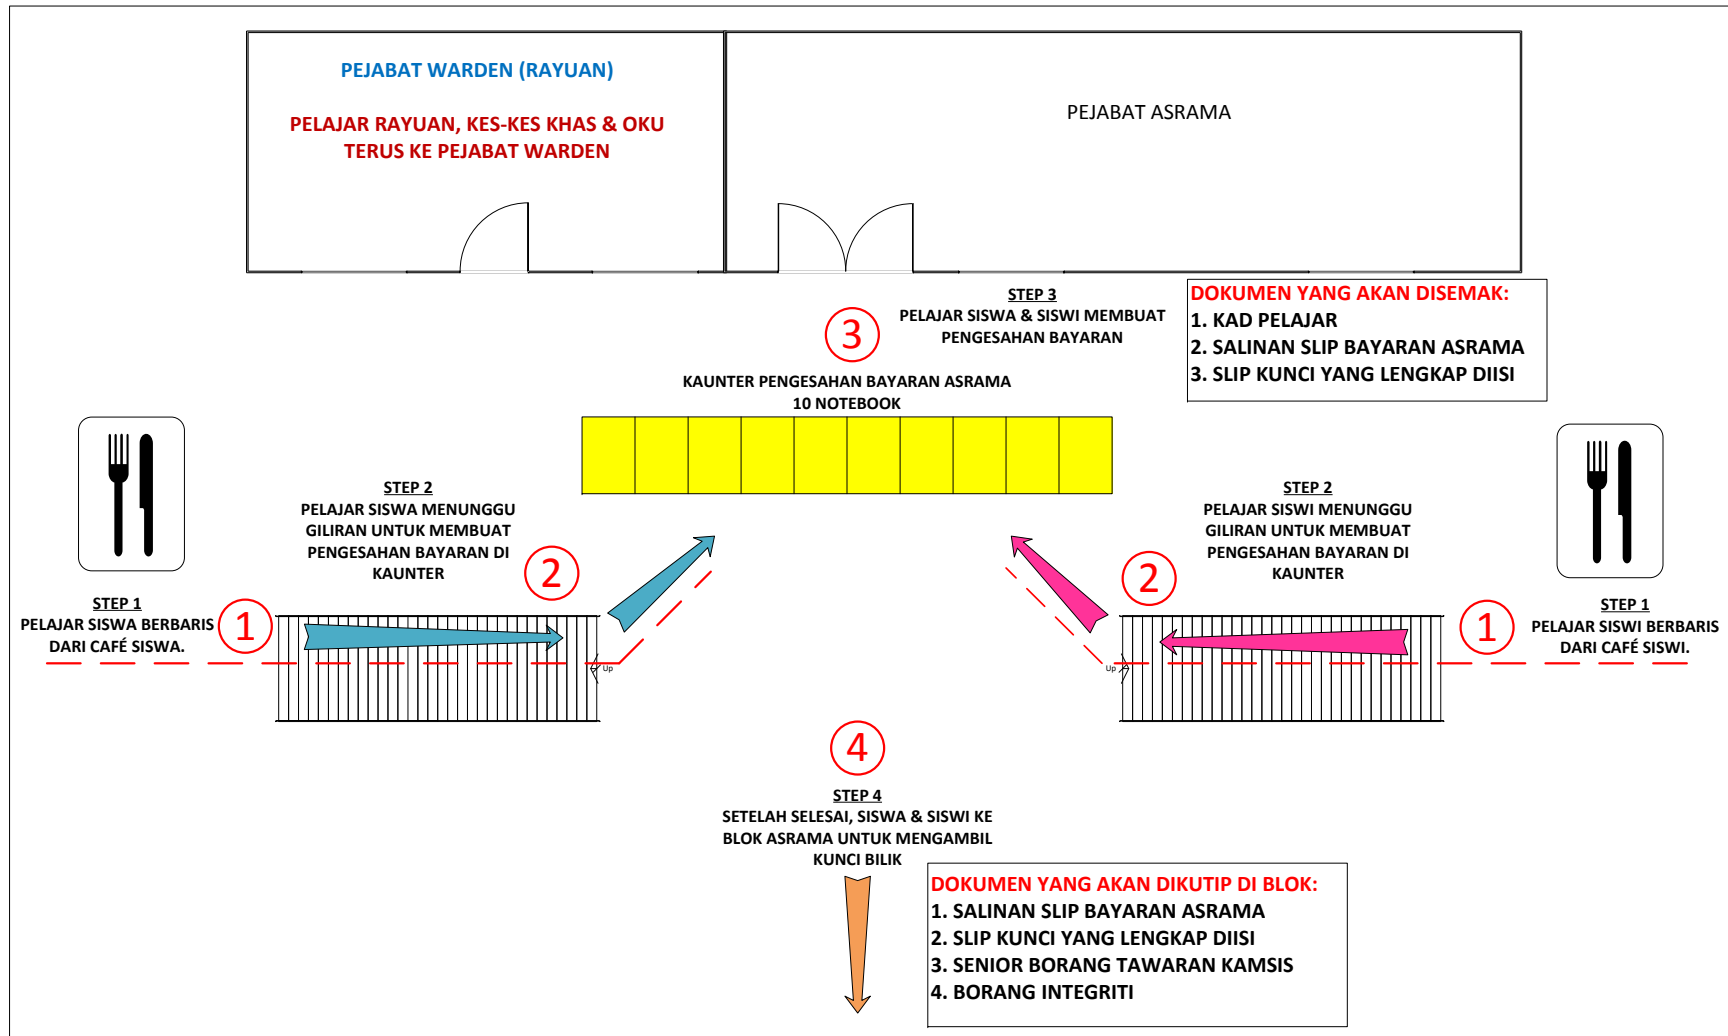 PEJABAT WARDEN (RAYUAN)
PELAJAR RAYUAN, KES-KES KHAS & OKU
TERUS KE PEJABAT WARDEN
PEJABAT ASRAMA
STEP 3
PELAJAR SISWA & SISWI MEMBUAT
PENGESAHAN BAYARAN
3
DOKUMEN YANG AKAN DISEMAK:
1. KAD PELAJAR
2. SALINAN SLIP BAYARAN ASRAMA
3. SLIP KUNCI YANG LENGKAP DIISI
KAUNTER PENGESAHAN BAYARAN ASRAMA
10 NOTEBOOK
STEP 2
PELAJAR SISWA MENUNGGU
GILIRAN UNTUK MEMBUAT
PENGESAHAN BAYARAN DI
KAUNTER
2
STEP 2
PELAJAR SISWI MENUNGGU
GILIRAN UNTUK MEMBUAT
PENGESAHAN BAYARAN DI
KAUNTER
2
STEP 1
PELAJAR SISWA BERBARIS
DARI CAFÉ SISWA.
1
Up
STEP 1
PELAJAR SISWI BERBARIS
DARI CAFÉ SISWI.
1
Up
4
STEP 4
SETELAH SELESAI, SISWA & SISWI KE
BLOK ASRAMA UNTUK MENGAMBIL
KUNCI BILIK
DOKUMEN YANG AKAN DIKUTIP DI BLOK:
1. SALINAN SLIP BAYARAN ASRAMA
2. SLIP KUNCI YANG LENGKAP DIISI
3. SENIOR BORANG TAWARAN KAMSIS
4. BORANG INTEGRITI